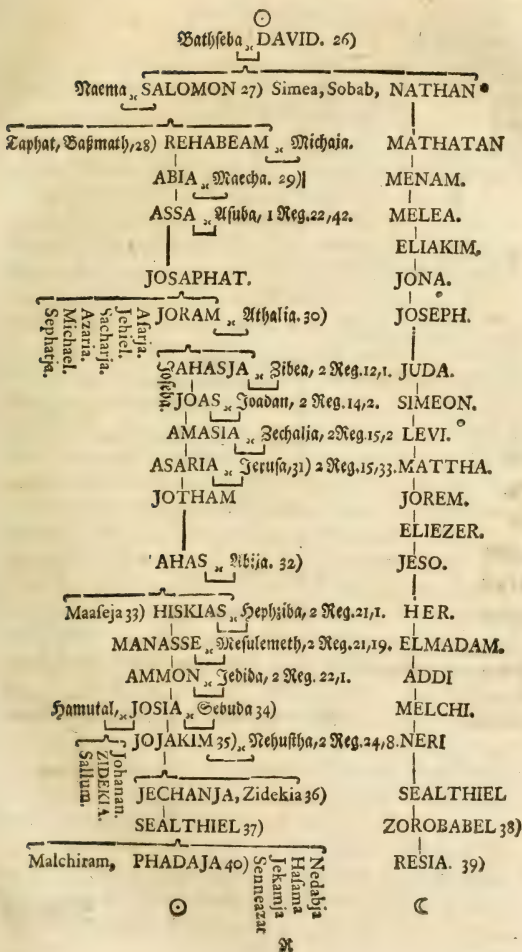 ☉
Bathſeba ⁎ DAVID. 26)
Naema ⁎ SALOMON 27) Simea, Sobab, NATHAN
Taphat, Baßmath, 28) REHABEAM ⁎ Michaja. MATHATAN
ABIA ⁎ Maecha. 29) MENAM.
ASSA ⁎ Aſuba, 1 Reg. 22/42. MELEA.
ELIAKIM.
JOSAPHAT. JONA.
Aſarja. Jehiel. Sacharja. Azaria. Michael. Sephatja. JORAM ⁎ Athalia. 30) JOSEPH.
Joſeba. AHASJA ⁎ Zibea, 2 Reg. 12,1. JUDA.
JOAS ⁎ Joadan, 2 Reg. 14/2. SIMEON.
AMASIA ⁎ Zechalia, 2 Reg. 15,2 LEVI.
ASARIA ⁎ Jeruſa, 31) 2 Reg. 15,33. MATTHA.
JOTHAM JOREM.
ELIEZER.
AHAS ⁎ Abija. 32) JESO.
Maaſeja 33) HISKIAS ⁎ Hephziba, 2 Reg. 21,1. HER.
MANASSE ⁎ Meſulemeth, 2 Reg. 21,19. ELMADAM.
AMMON ⁎ Jedida, 2 Reg. 22,1. ADDI
Hamutal, ⁎ JOSIA ⁎ Sebuda 34) MELCHI.
Johanan. ZIDEKIA. Sallum. JOJAKIM 35) ⁎ Nehuſtha, 2 Reg. 24,8. NERI
JECHANJA, Zidekia 36) SEALTHIEL
SEALTHIEL 37) ZOROBABEL 38)
Malchiram, PHADAJA 40) Nedabja Haſama Jekamja Senneazar RESIA. 39)
☉ ☾